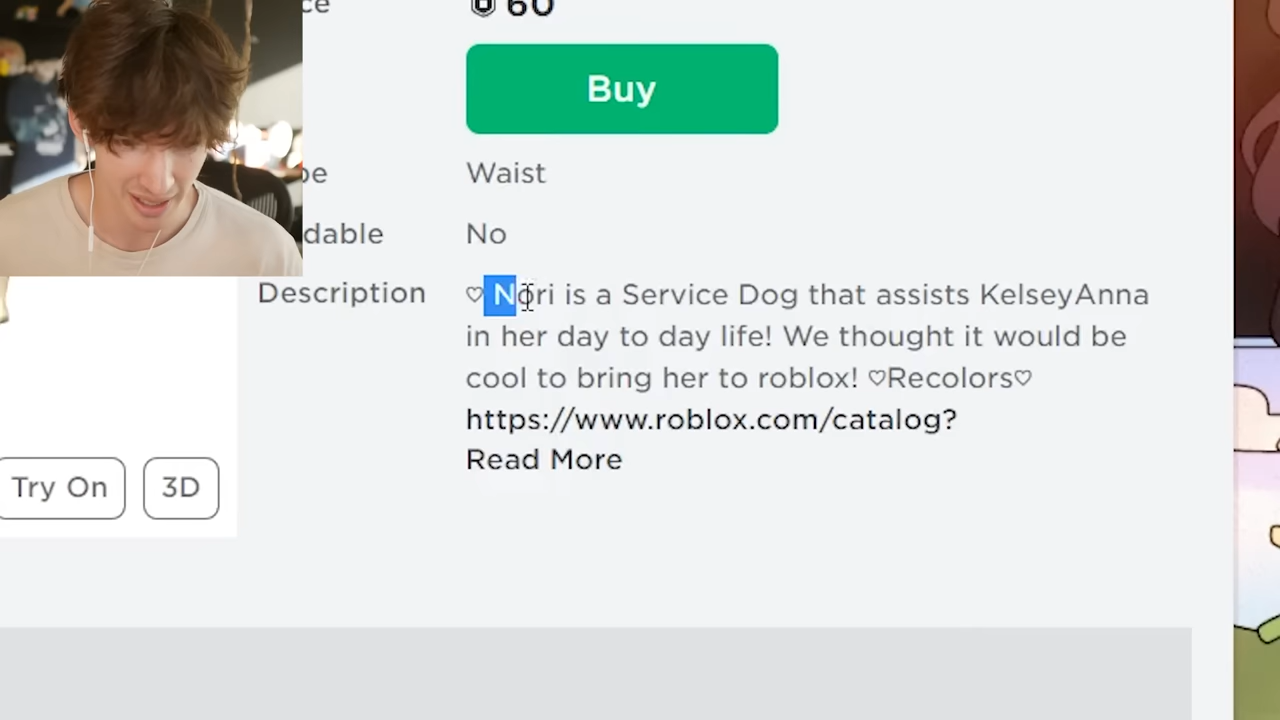 60
Buy
Waist
dable No
Description ♡ Nori is a Service Dog that assists KelseyAnna
in her day to day life! We thought it would be
cool to bring her to roblox! ♡Recolors♡
https://www.roblox.com/catalog?
Read More
Try On 3D